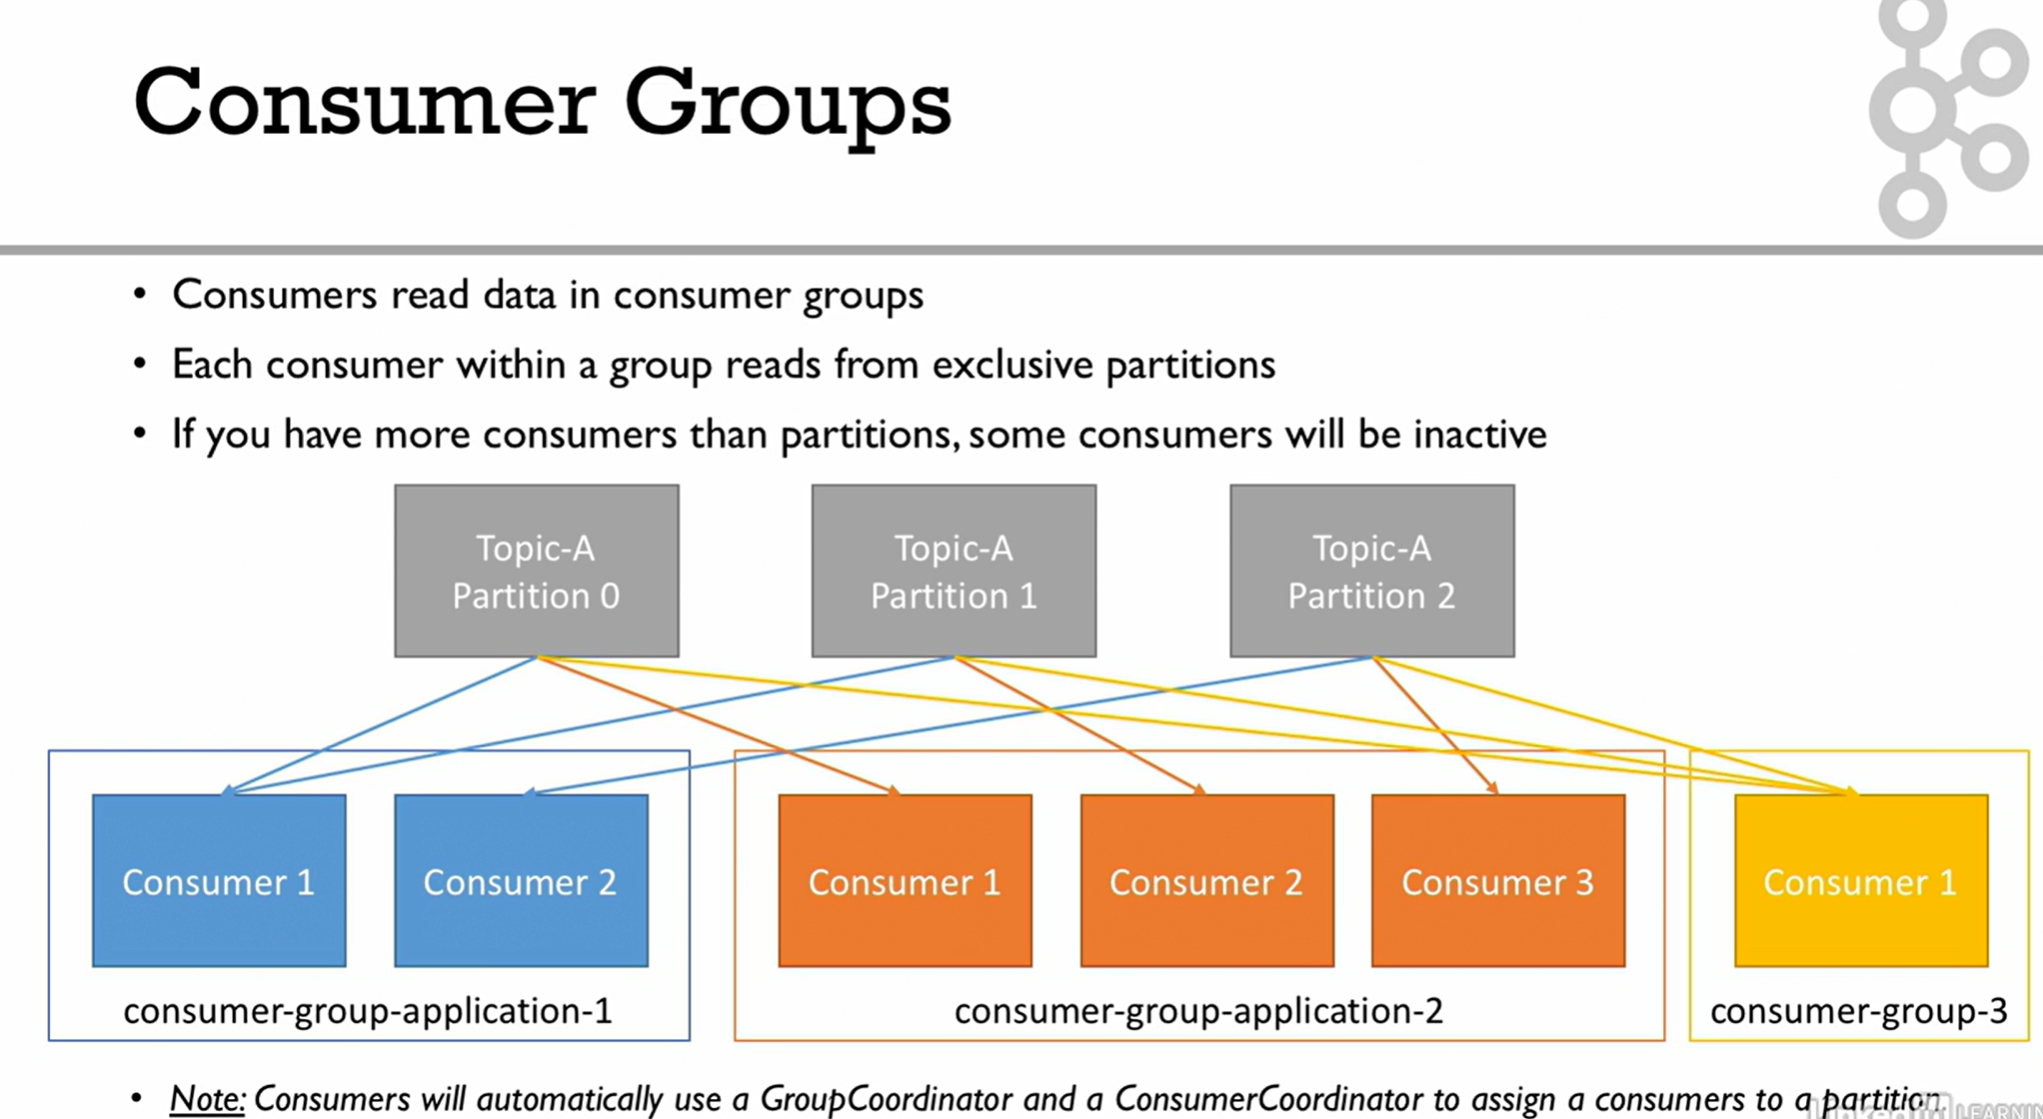 Consumer Groups
• Consumers read data in consumer groups
• Each consumer within a group reads from exclusive partitions
• If you have more consumers than partitions, some consumers will be inactive
Topic-A
Partition 0
Topic-A
Partition 1
Topic-A
Partition 2
Consumer 1
Consumer 2
consumer-group-application-1
Consumer 1
Consumer 2
Consumer 3
consumer-group-application-2
Consumer 1
consumer-group-3
• Note: Consumers will automatically use a GroupCoordinator and a ConsumerCoordinator to assign a consumers to a partition